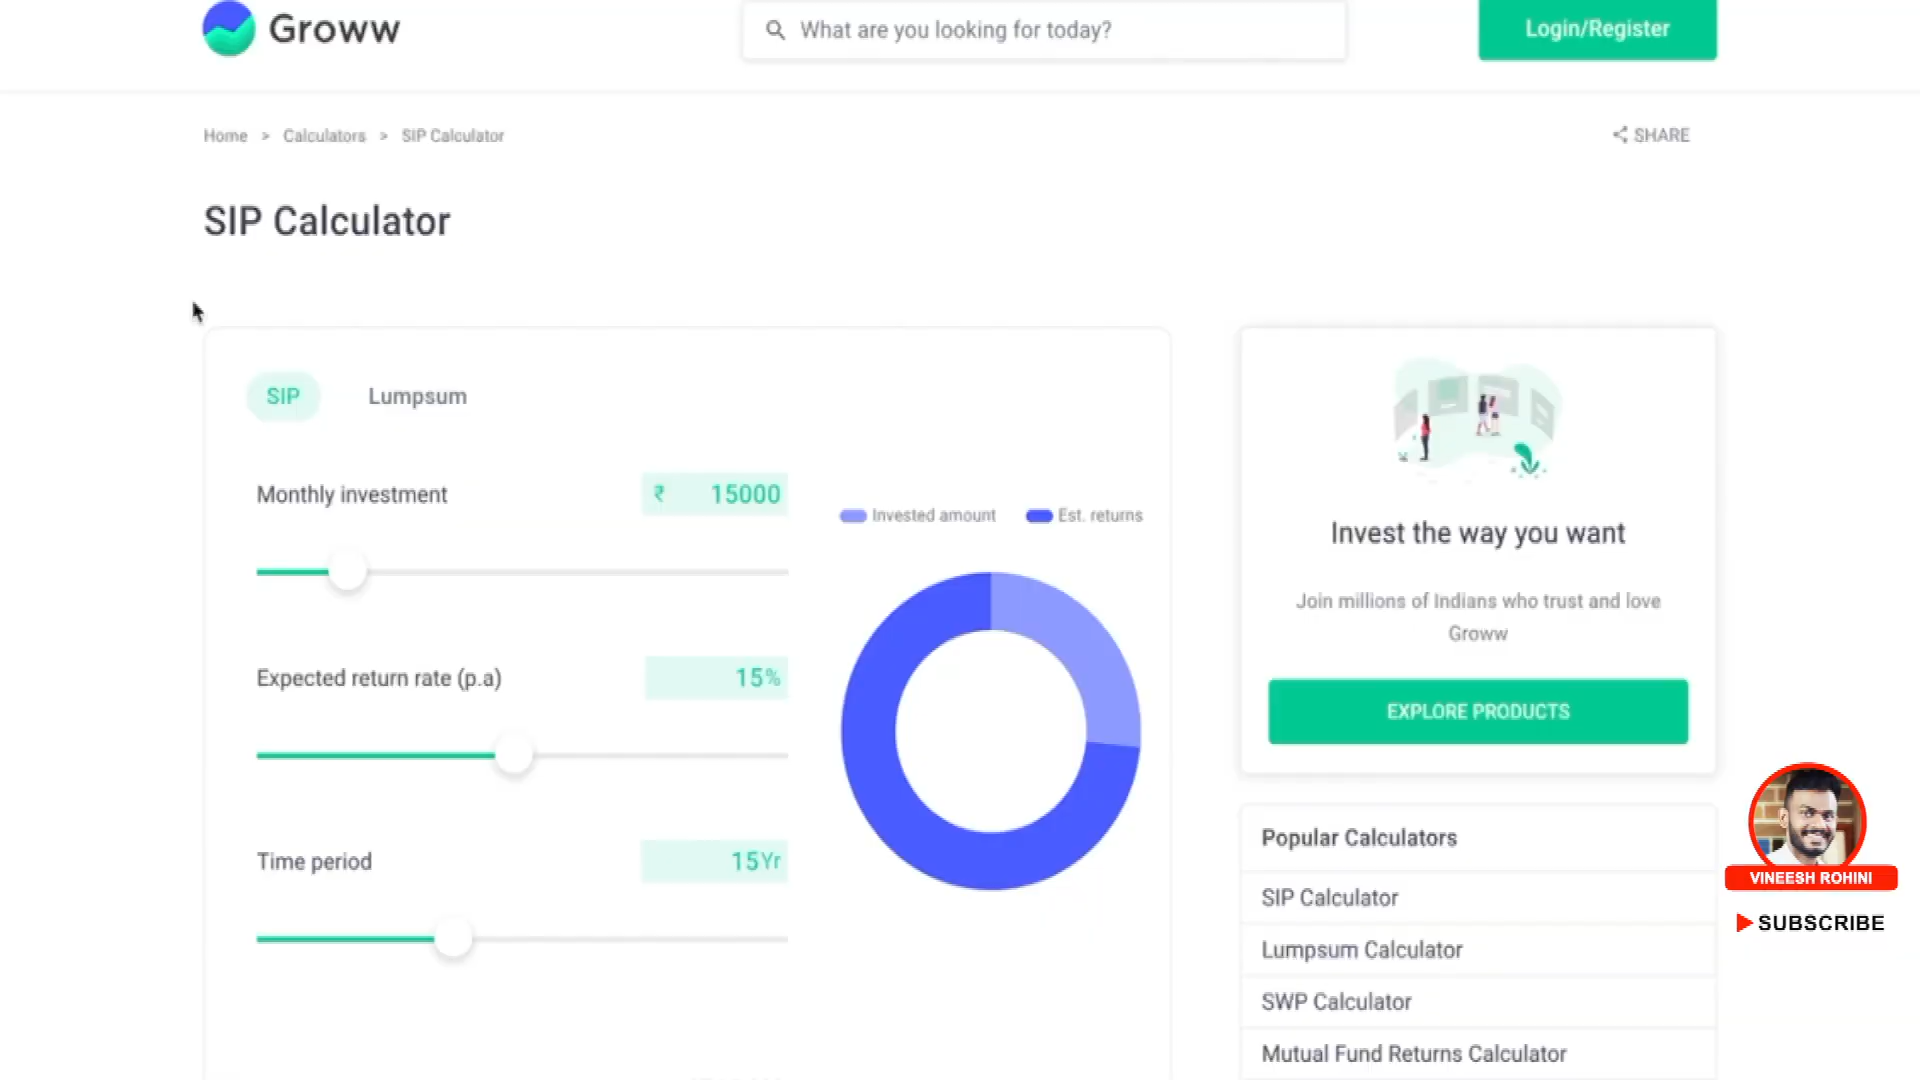 Groww
What are you looking for today?
Login/Register
Home > Calculators > SIP Calculator
SHARE
SIP Calculator
SIP
Lumpsum
Monthly investment
₹ 15000
Expected return rate (p.a)
15%
Time period
15Yr
Invested amount
Est. returns
Invest the way you want
Join millions of Indians who trust and love
Groww
EXPLORE PRODUCTS
Popular Calculators
SIP Calculator
Lumpsum Calculator
SWP Calculator
Mutual Fund Returns Calculator
VINEESH ROHINI
SUBSCRIBE